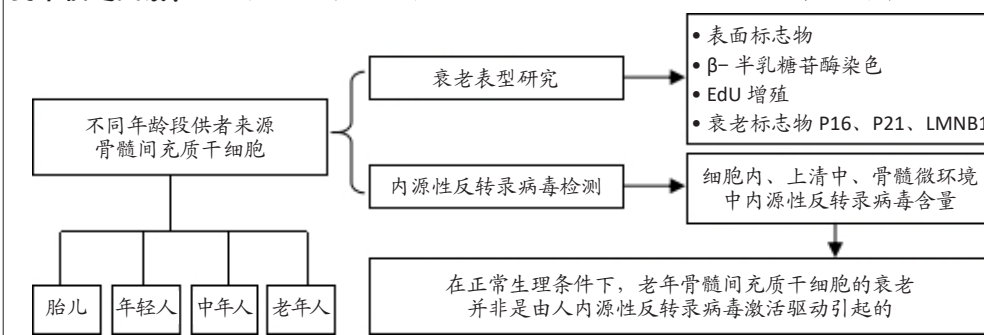 不同年龄段供者来源
骨髓间充质干细胞
胎儿
年轻人
中年人
老年人
衰老表型研究
• 表面标志物
• β− 半乳糖苷酶染色
• EdU 增殖
• 衰老标志物 P16、P21、LMNB1
内源性反转录病毒检测
细胞内、上清中、骨髓微环境
中内源性反转录病毒含量
在正常生理条件下，老年骨髓间充质干细胞的衰老
并非是由人内源性反转录病毒激活驱动引起的